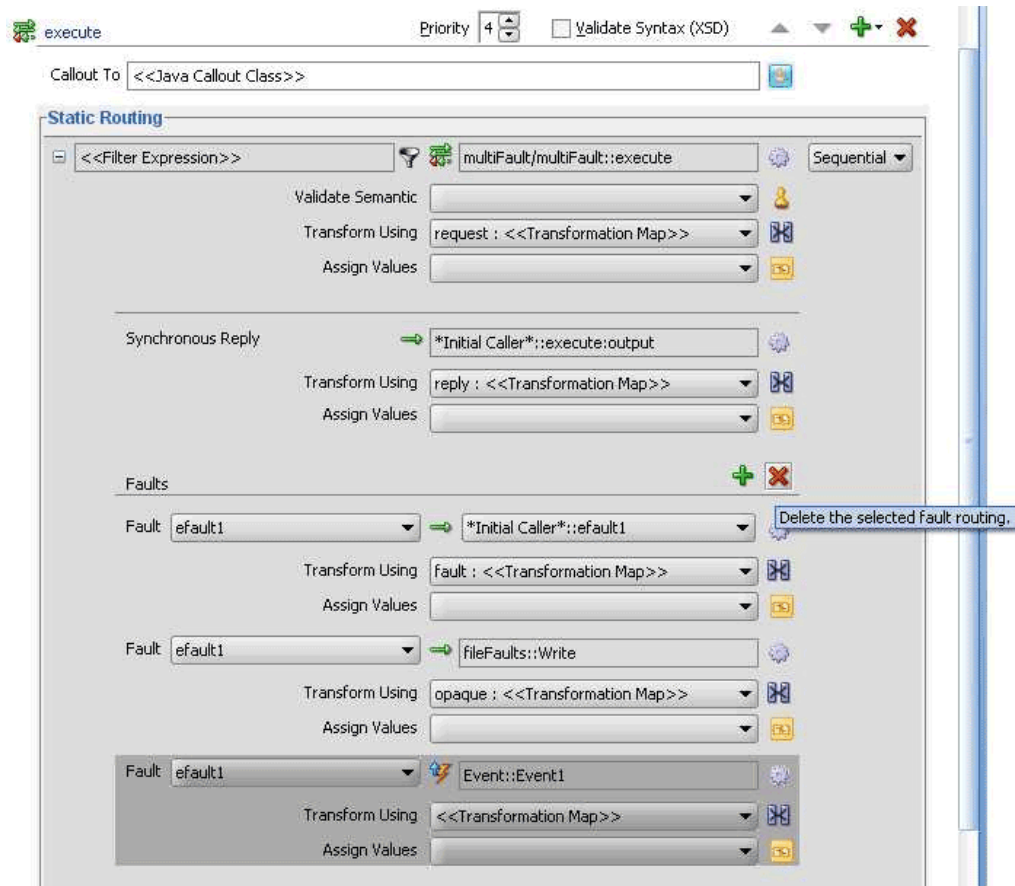 execute Priority 4 Validate Syntax (XSD)
Callout To <<Java Callout Class>>
Static Routing
<<Filter Expression>> multiFault/multiFault::execute Sequential
Validate Semantic
Transform Using request : <<Transformation Map>>
Assign Values
Synchronous Reply *Initial Caller*::execute:output
Transform Using reply : <<Transformation Map>>
Assign Values
Faults
Delete the selected fault routing.
Fault efault1 *Initial Caller*::efault1
Transform Using fault : <<Transformation Map>>
Assign Values
Fault efault1 fileFaults::Write
Transform Using opaque : <<Transformation Map>>
Assign Values
Fault efault1 Event::Event1
Transform Using <<Transformation Map>>
Assign Values